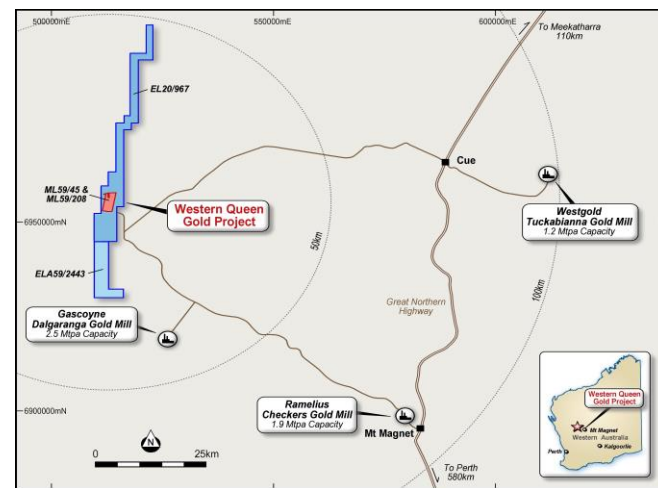 500000mE
550000mE
600000mE
To Meekatharra
110km
EL20/967
Cue
ML59/45 &
ML59/208
Western Queen
Gold Project
Westgold
Tuckabianna Gold Mill
1.2 Mtpa Capacity
6950000mN
50km
ELA59/2443
100km
Great Northern
Highway
Gascoyne
Dalgaranga Gold Mill
2.5 Mtpa Capacity
Western Queen
Gold Project
Mt Magnet
Western Australia
Kalgoorlie
Perth
Ramelius
Checkers Gold Mill
1.9 Mtpa Capacity
6900000mN
Mt Magnet
N
0
25km
To Perth
580km